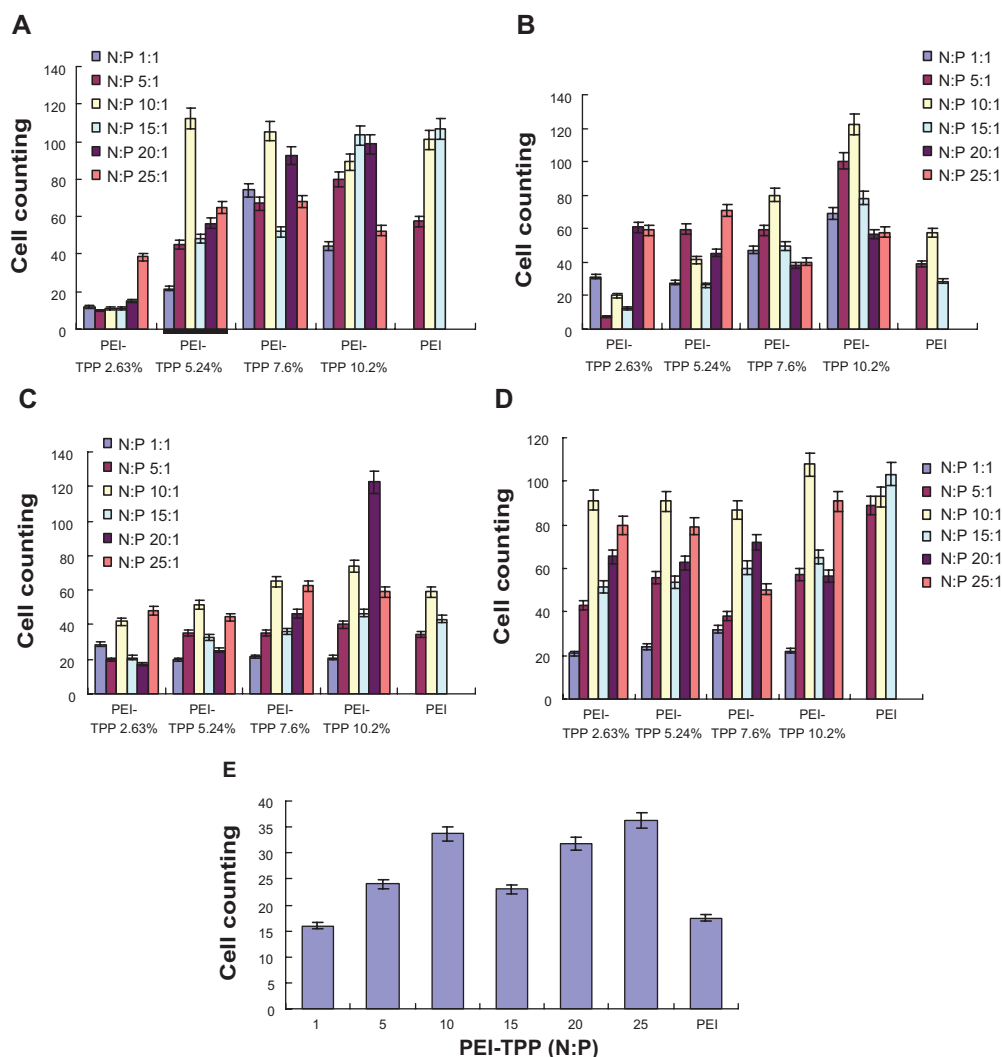 A
N:P 1:1
N:P 5:1
N:P 10:1
N:P 15:1
N:P 20:1
N:P 25:1
Cell counting
140
120
100
80
60
40
20
0
PEI-
TPP 2.63%
PEI-
TPP 5.24%
PEI-
TPP 7.6%
PEI-
TPP 10.2%
PEI
B
N:P 1:1
N:P 5:1
N:P 10:1
N:P 15:1
N:P 20:1
N:P 25:1
Cell counting
140
120
100
80
60
40
20
0
PEI-
TPP 2.63%
PEI-
TPP 5.24%
PEI-
TPP 7.6%
PEI-
TPP 10.2%
PEI
C
N:P 1:1
N:P 5:1
N:P 10:1
N:P 15:1
N:P 20:1
N:P 25:1
Cell counting
140
120
100
80
60
40
20
0
PEI-
TPP 2.63%
PEI-
TPP 5.24%
PEI-
TPP 7.6%
PEI-
TPP 10.2%
PEI
D
N:P 1:1
N:P 5:1
N:P 10:1
N:P 15:1
N:P 20:1
N:P 25:1
Cell counting
120
100
80
60
40
20
0
PEI-
TPP 2.63%
PEI-
TPP 5.24%
PEI-
TPP 7.6%
PEI-
TPP 10.2%
PEI
E
Cell counting
40
35
30
25
20
15
10
5
0
1
5
10
15
20
25
PEI
PEI-TPP (N:P)